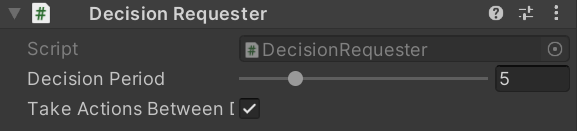 # Decision Requester
Script # DecisionRequester
Decision Period 5
Take Actions Between D